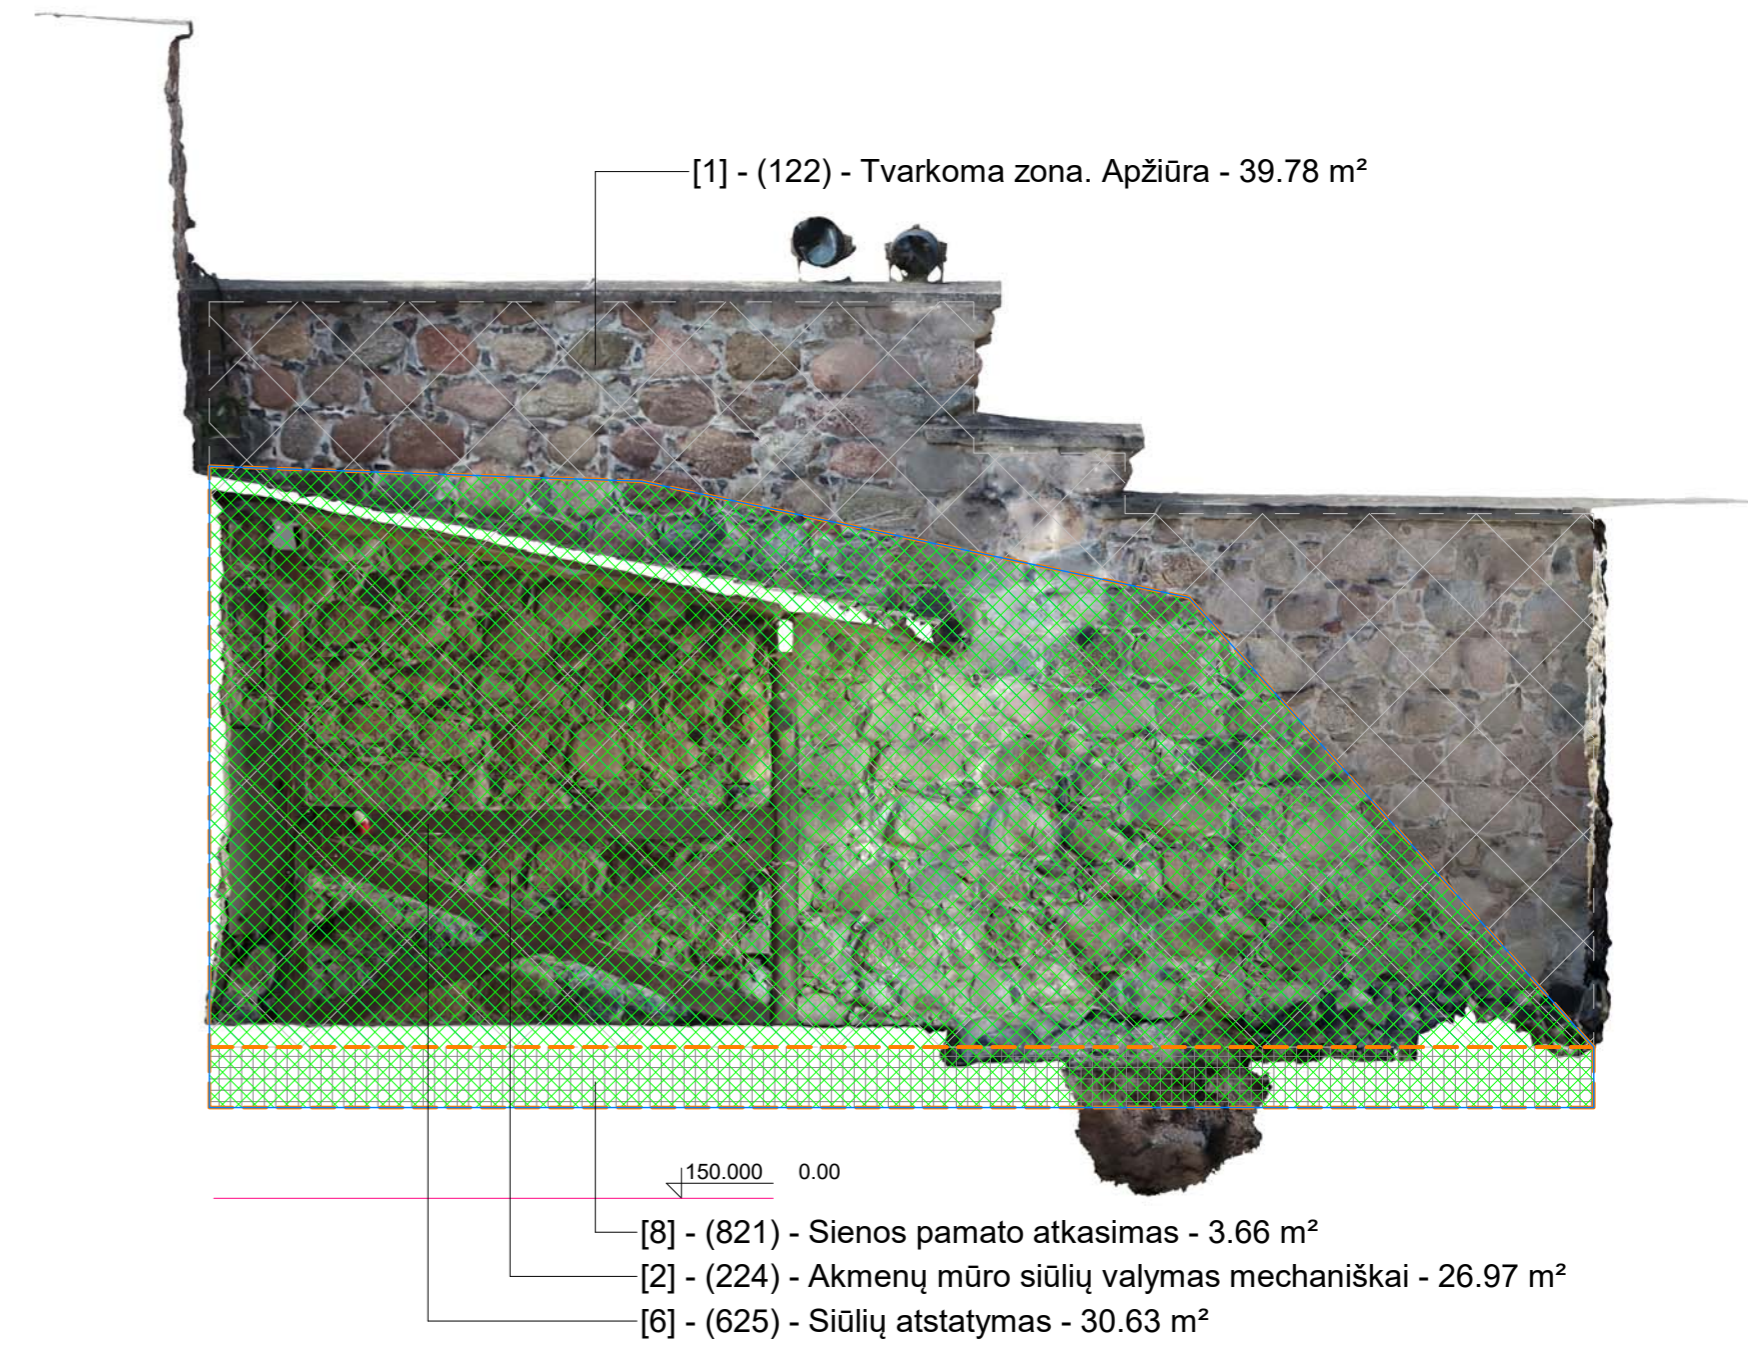 [1] - (122) - Tvarkoma zona. Apžiūra - 39.78 m²
150.000 0.00
[8] - (821) - Sienos pamato atkasimas - 3.66 m²
[2] - (224) - Akmenų mūro siūlių valymas mechaniškai - 26.97 m²
[6] - (625) - Siūlių atstatymas - 30.63 m²